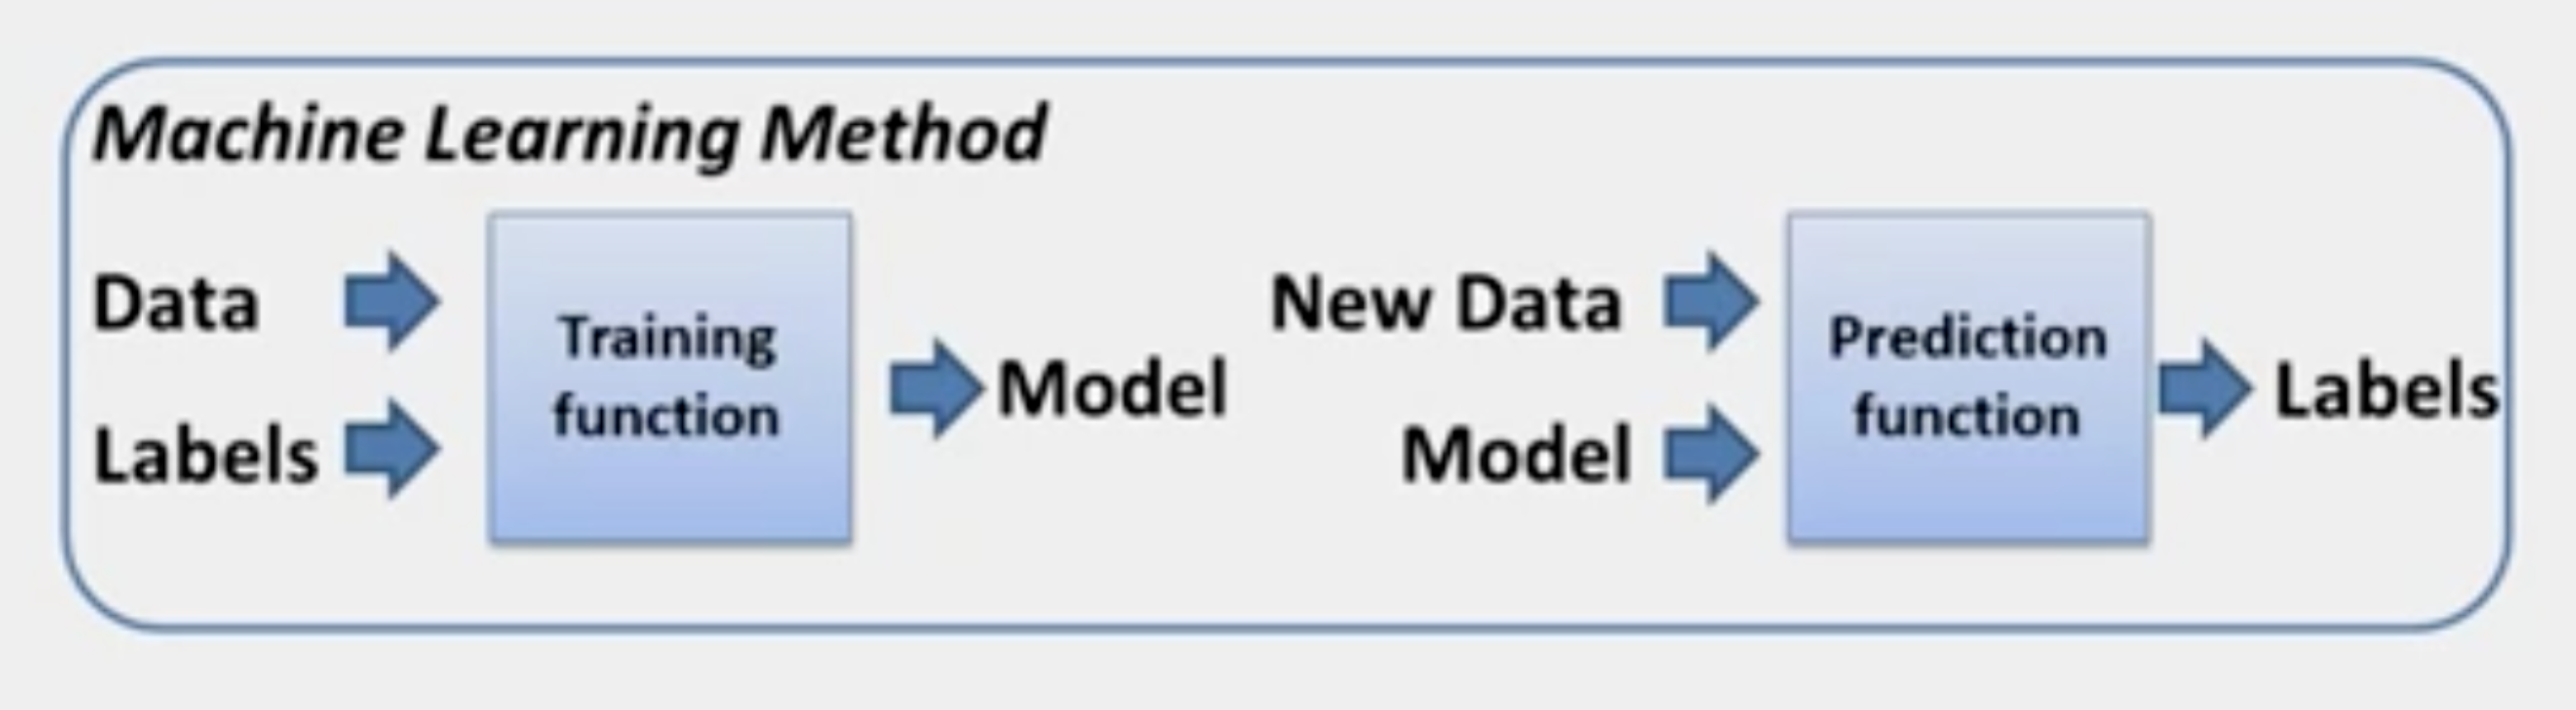 Machine Learning Method
Data
Labels
Training
function
Model
New Data
Model
Prediction
function
Labels